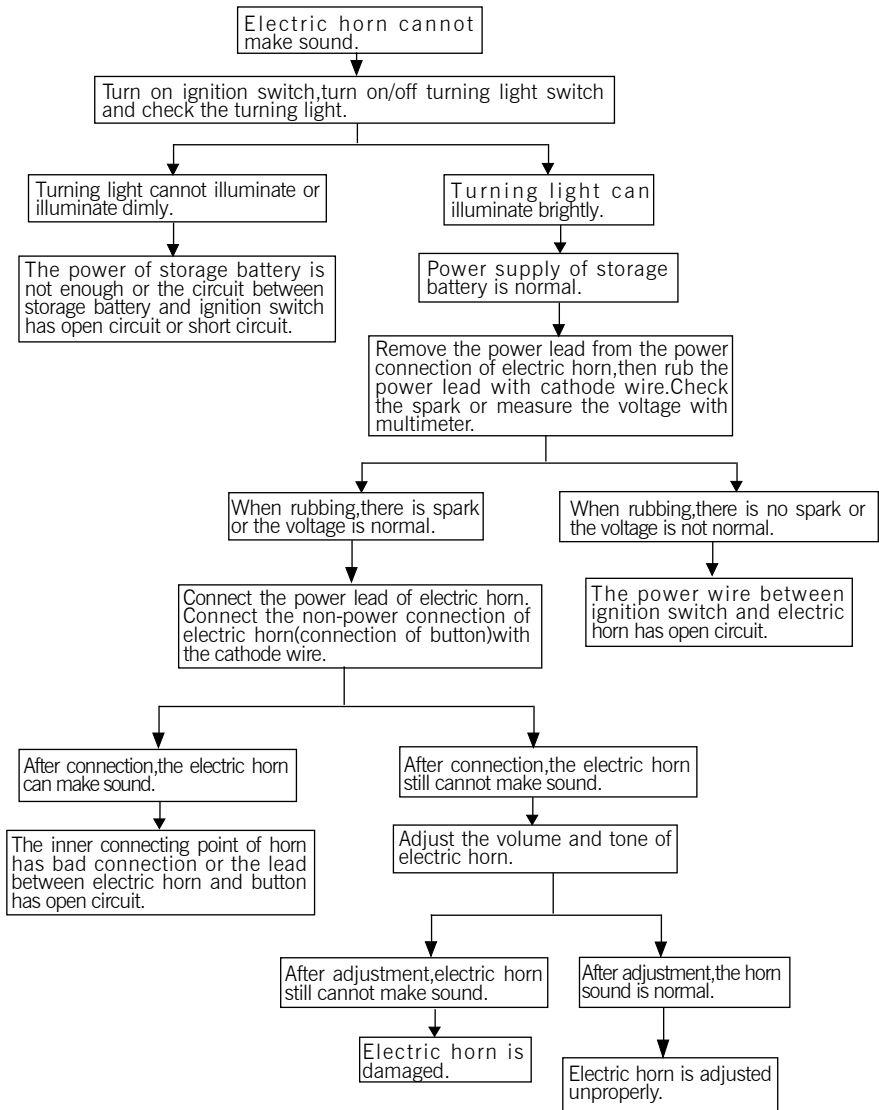 Electric horn cannot
make sound.
Turn on ignition switch,turn on/off turning light switch
and check the turning light.
Turning light cannot illuminate or
illuminate dimly.
Turning light can
illuminate brightly.
The power of storage battery is
not enough or the circuit between
storage battery and ignition switch
has open circuit or short circuit.
Power supply of storage
battery is normal.
Remove the power lead from the power
connection of electric horn,then rub the
power lead with cathode wire.Check
the spark or measure the voltage with
multimeter.
When rubbing,there is spark
or the voltage is normal.
When rubbing,there is no spark or
the voltage is not normal.
Connect the power lead of electric horn.
Connect the non-power connection of
electric horn(connection of button)with
the cathode wire.
The power wire between
ignition switch and electric
horn has open circuit.
After connection,the electric horn
can make sound.
After connection,the electric horn
still cannot make sound.
The inner connecting point of horn
has bad connection or the lead
between electric horn and button
has open circuit.
Adjust the volume and tone of
electric horn.
After adjustment,electric horn
still cannot make sound.
After adjustment,the horn
sound is normal.
Electric horn is
damaged.
Electric horn is adjusted
unproperly.